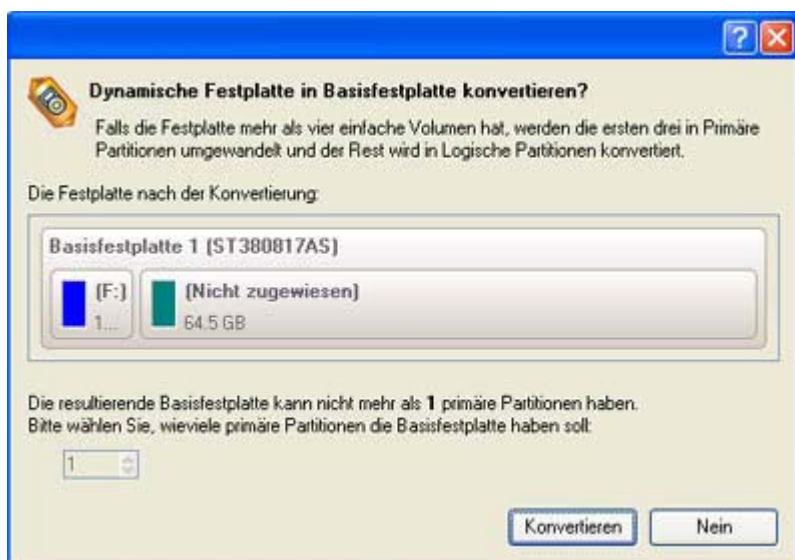 Dynamische Festplatte in Basisfestplatte konvertieren?
Falls die Festplatte mehr als vier einfache Volumen hat, werden die ersten drei in Primäre
Partitionen umgewandelt und der Rest wird in Logische Partitionen konvertiert.
Die Festplatte nach der Konvertierung:
Basisfestplatte 1 (ST380817AS)
(F:)
1...
(Nicht zugewiesen)
64.5 GB
Die resultierende Basisfestplatte kann nicht mehr als 1 primäre Partitionen haben.
Bitte wählen Sie, wieviele primäre Partitionen die Basisfestplatte haben soll:
1
Konvertieren
Nein